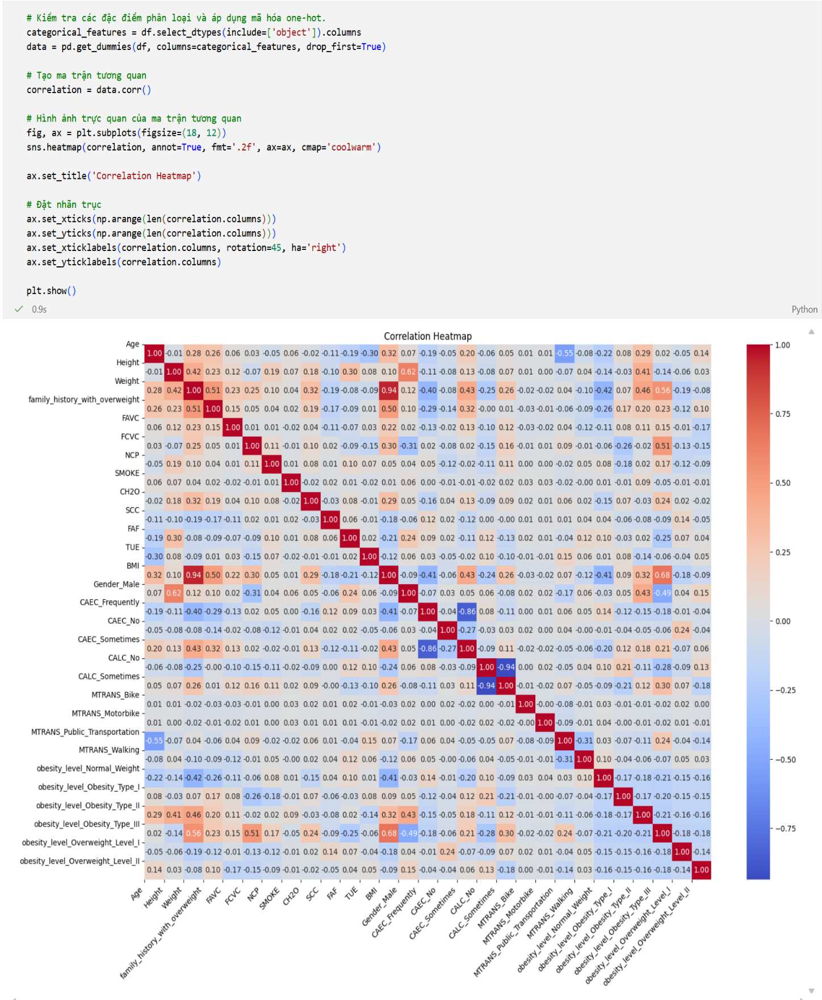 # Kiểm tra các đặc điểm phân loại và áp dụng mã hóa one-hot.
categorical_features = df.select_dtypes(include=['object']).columns
data = pd.get_dummies(df, columns=categorical_features, drop_first=True)
# Tạo ma trận tương quan
correlation = data.corr()
# Hình ảnh trực quan của ma trận tương quan
fig, ax = plt.subplots(figsize=(18, 12))
sns.heatmap(correlation, annot=True, fmt='.2f', ax=ax, cmap='coolwarm')
ax.set_title('Correlation Heatmap')
# Đặt nhãn trục
ax.set_xticks(np.arange(len(correlation.columns)))
ax.set_yticks(np.arange(len(correlation.columns)))
ax.set_xticklabels(correlation.columns, rotation=45, ha='right')
ax.set_yticklabels(correlation.columns)
plt.show()
0.9s
Python
Correlation Heatmap
Age
1.00 -0.01 0.28 0.26 0.06 0.03 -0.05 0.06 -0.02 -0.11 -0.19 -0.30 0.32 0.07 -0.19 -0.05 0.20 -0.06 0.05 0.01 0.01 -0.55 -0.08 -0.22 0.08 0.29 0.02 -0.05 0.14
Height
-0.01 1.00 0.42 0.23 0.12 -0.07 0.19 0.07 0.18 -0.10 0.30 0.08 0.10 0.62 -0.11 -0.08 0.13 -0.08 0.07 0.01 0.00 -0.07 0.04 -0.14 -0.03 0.41 -0.14 -0.06 0.03
Weight
0.28 0.42 1.00 0.51 0.23 0.25 0.10 0.04 0.32 -0.19 -0.08 -0.09 0.94 0.12 -0.40 -0.08 0.43 -0.25 0.26 -0.02 -0.02 0.04 -0.10 -0.42 0.07 0.46 0.56 -0.19 -0.08
family_history_with_overweight
0.26 0.23 0.51 1.00 0.15 0.05 0.04 0.02 0.19 -0.17 -0.09 0.01 0.50 0.10 -0.29 -0.14 0.32 -0.00 0.01 -0.03 -0.01 -0.06 -0.09 -0.26 0.17 0.20 0.23 -0.12 0.10
FAVC
0.06 0.12 0.23 0.15 1.00 0.01 0.01 -0.02 0.04 -0.11 -0.07 0.03 0.22 0.02 -0.13 -0.02 0.13 -0.10 0.12 -0.03 -0.02 0.04 -0.12 -0.11 0.08 0.11 0.15 -0.01 -0.17
FCVC
0.03 -0.07 0.25 0.05 0.01 1.00 0.11 -0.01 0.10 0.02 -0.09 -0.15 0.30 -0.31 0.02 -0.08 0.02 -0.15 0.16 -0.01 0.01 0.09 -0.01 -0.06 -0.26 -0.02 0.51 -0.13 -0.15
NCP
-0.05 0.19 0.10 0.04 0.01 0.11 1.00 0.01 0.08 0.01 0.10 0.07 0.05 0.04 0.05 -0.12 -0.02 -0.11 0.11 0.00 0.00 -0.02 0.05 0.08 -0.18 0.02 0.17 -0.12 -0.09
SMOKE
0.06 0.07 0.04 0.02 -0.02 -0.01 0.01 1.00 -0.02 0.02 0.01 -0.02 0.01 0.06 0.00 -0.01 -0.01 -0.02 0.02 0.03 0.03 -0.02 -0.00 0.01 -0.01 0.09 -0.05 -0.01 -0.01
CH2O
-0.02 0.18 0.32 0.19 0.04 0.10 0.08 -0.02 1.00 -0.03 0.08 -0.01 0.29 0.05 -0.16 0.04 0.13 -0.09 0.09 0.02 0.01 0.06 0.02 -0.15 0.07 -0.03 0.24 0.02 -0.02
SCC
-0.11 -0.10 -0.19 -0.17 -0.11 0.02 0.01 0.02 -0.03 1.00 0.06 -0.01 -0.18 -0.06 0.12 0.02 -0.12 0.00 -0.00 0.01 0.01 0.01 0.04 0.04 -0.06 -0.08 -0.09 0.14 -0.05
FAF
-0.19 0.30 -0.08 -0.09 -0.07 -0.09 0.10 0.01 0.08 0.06 1.00 0.02 -0.21 0.24 0.09 0.02 -0.11 0.12 -0.13 0.02 0.01 -0.04 0.12 0.10 -0.03 0.02 -0.25 0.07 0.04
TUE
-0.30 0.08 -0.09 0.01 0.03 -0.15 0.07 -0.02 -0.01 -0.01 0.02 1.00 -0.12 0.06 0.03 -0.05 -0.02 0.10 -0.10 -0.01 -0.01 0.15 0.06 0.01 0.08 -0.14 -0.06 -0.04 0.05
BMI
0.32 0.10 0.94 0.50 0.22 0.30 0.05 0.01 0.29 -0.18 -0.21 -0.12 1.00 -0.09 -0.41 -0.06 0.43 -0.24 0.26 -0.03 -0.02 0.07 -0.12 -0.41 0.09 0.32 0.68 -0.18 -0.09
Gender_Male
0.07 0.62 0.12 0.10 0.02 -0.31 0.04 0.06 0.05 -0.06 0.24 0.06 -0.09 1.00 -0.07 0.03 0.05 0.06 -0.08 0.02 0.02 -0.17 0.06 -0.03 0.05 0.43 -0.49 0.04 0.15
CAEC_Frequently
-0.19 -0.11 -0.40 -0.29 -0.13 0.02 0.05 0.00 -0.16 0.12 0.09 0.03 -0.41 -0.07 1.00 -0.04 -0.86 0.08 -0.11 0.00 0.01 0.06 0.05 0.14 -0.12 -0.15 -0.18 -0.01 -0.04
CAEC_No
-0.05 -0.08 -0.08 -0.14 -0.02 -0.08 -0.12 -0.01 0.04 0.02 0.02 -0.05 -0.06 0.03 -0.04 1.00 -0.27 -0.03 0.03 0.02 0.00 0.04 -0.00 -0.01 -0.04 -0.05 -0.06 0.24 -0.04
CAEC_Sometimes
0.20 0.13 0.43 0.32 0.13 0.02 -0.02 -0.01 0.13 -0.12 -0.11 -0.02 0.43 0.05 -0.86 -0.27 1.00 -0.09 0.11 -0.02 -0.02 -0.05 -0.06 -0.20 0.12 0.18 0.21 -0.07 0.06
CALC_No
-0.06 -0.08 -0.25 -0.00 -0.10 -0.15 -0.11 -0.02 -0.09 0.00 0.12 0.10 -0.24 0.06 0.08 -0.03 -0.09 1.00 -0.94 0.00 0.02 -0.05 0.04 0.10 0.21 -0.11 -0.28 -0.09 0.13
CALC_Sometimes
0.05 0.07 0.26 0.01 0.12 0.16 0.11 0.02 0.09 -0.00 -0.13 -0.10 0.26 -0.08 -0.11 0.03 0.11 -0.94 1.00 -0.01 -0.02 0.07 -0.05 -0.09 -0.21 0.12 0.30 0.07 -0.18
MTRANS_Bike
0.01 0.01 -0.02 -0.03 -0.03 -0.01 0.00 0.03 0.02 0.01 0.02 -0.01 -0.03 0.02 0.00 0.02 -0.02 0.00 -0.01 1.00 -0.00 -0.08 -0.01 0.03 -0.01 -0.01 -0.02 0.02 0.00
MTRANS_Motorbike
0.01 0.00 -0.02 -0.01 -0.02 0.01 0.00 0.03 0.01 0.01 0.01 -0.01 -0.02 0.02 0.01 0.00 -0.02 0.02 -0.02 -0.00 1.00 -0.09 -0.01 0.04 -0.00 -0.01 -0.02 0.01 -0.01
MTRANS_Public_Transportation
-0.55 -0.07 0.04 -0.06 0.04 0.09 -0.02 -0.02 0.06 0.01 -0.04 0.15 0.07 -0.17 0.06 0.04 -0.05 -0.05 0.07 -0.08 -0.09 1.00 -0.31 0.03 -0.07 -0.11 0.24 -0.04 -0.14
MTRANS_Walking
-0.08 0.04 -0.10 -0.09 -0.12 -0.01 0.05 -0.00 0.02 0.04 0.12 0.06 -0.12 0.06 0.05 -0.00 -0.06 0.04 -0.05 -0.01 -0.01 -0.31 1.00 0.10 -0.04 -0.06 -0.07 0.05 0.03
obesity_level_Normal_Weight
-0.22 -0.14 -0.42 -0.26 -0.11 -0.06 0.08 0.01 -0.15 0.04 0.10 0.01 -0.41 -0.03 0.14 -0.01 -0.20 0.10 -0.09 0.03 0.04 0.03 0.10 1.00 -0.17 -0.18 -0.21 -0.15 -0.16
obesity_level_Obesity_Type_I
0.08 -0.03 0.07 0.17 0.08 -0.26 -0.18 -0.01 0.07 -0.06 -0.03 0.08 0.09 0.05 -0.12 -0.04 0.12 0.21 -0.21 -0.01 -0.00 -0.07 -0.04 -0.17 1.00 -0.17 -0.20 -0.15 -0.15
obesity_level_Obesity_Type_II
0.29 0.41 0.46 0.20 0.11 -0.02 0.02 0.09 -0.03 -0.08 0.02 -0.14 0.32 0.43 -0.15 -0.05 0.18 -0.11 0.12 -0.01 -0.01 -0.11 -0.06 -0.18 -0.17 1.00 -0.21 -0.16 -0.16
obesity_level_Obesity_Type_III
0.02 -0.14 0.56 0.23 0.15 0.51 0.17 -0.05 0.24 -0.09 -0.25 -0.06 0.68 -0.49 -0.18 -0.06 0.21 -0.28 0.30 -0.02 -0.02 0.24 -0.07 -0.21 -0.20 -0.21 1.00 -0.18 -0.18
obesity_level_Overweight_Level_I
-0.05 -0.06 -0.19 -0.12 -0.01 -0.13 -0.12 -0.01 0.02 0.14 0.07 -0.04 -0.18 0.04 -0.01 0.24 -0.07 -0.09 0.07 0.02 0.01 -0.04 0.05 -0.15 -0.15 -0.16 -0.18 1.00 -0.14
obesity_level_Overweight_Level_II
0.14 0.03 -0.08 0.10 -0.17 -0.15 -0.09 -0.01 -0.02 -0.05 0.04 0.05 -0.09 0.15 -0.04 -0.04 0.06 0.13 -0.18 0.00 -0.01 -0.14 0.03 -0.16 -0.15 -0.16 -0.18 -0.14 1.00
Age
Height
Weight
family_history_with_overweight
FAVC
FCVC
NCP
SMOKE
CH2O
SCC
FAF
TUE
BMI
Gender_Male
CAEC_Frequently
CAEC_No
CAEC_Sometimes
CALC_No
CALC_Sometimes
MTRANS_Bike
MTRANS_Motorbike
MTRANS_Public_Transportation
MTRANS_Walking
obesity_level_Normal_Weight
obesity_level_Obesity_Type_I
obesity_level_Obesity_Type_II
obesity_level_Obesity_Type_III
obesity_level_Overweight_Level_I
obesity_level_Overweight_Level_II
1.00
0.75
0.50
0.25
0.00
−0.25
−0.50
−0.75